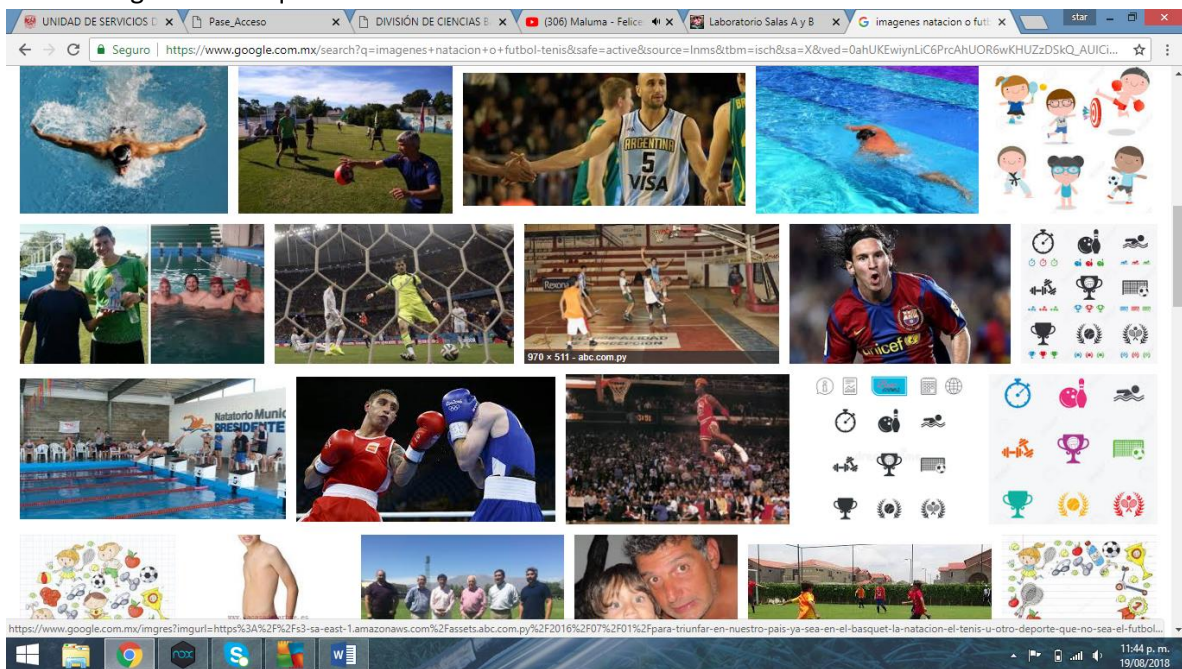 UNIDAD DE SERVICIOS D
Pase_Acceso
DIVISIÓN DE CIENCIAS B
(306) Maluma - Felice
Laboratorio Salas A y B
imagenes natacion o futb
star
Seguro
https://www.google.com.mx/search?q=imagenes+natacion+o+futbol-tenis&safe=active&source=lnms&tbm=isch&sa=X&ved=0ahUKEwiynLiC6PrcAhUOR6wKHUZzDSkQ_AUICi...
ARGENTINA
5
VISA
Rexona
970 × 511 - abc.com.py
unicef
Natatorio Munic
PRESIDENTE
https://www.google.com.mx/imgres?imgurl=https%3A%2F%2Fs3-sa-east-1.amazonaws.com%2Fassets.abc.com.py%2F2016%2F07%2F01%2Fpara-triunfar-en-nuestro-pais-ya-sea-en-el-basquet-la-natacion-el-tenis-u-otro-deporte-que-no-sea-el-futbol...
nox
11:44 p. m.
19/08/2018